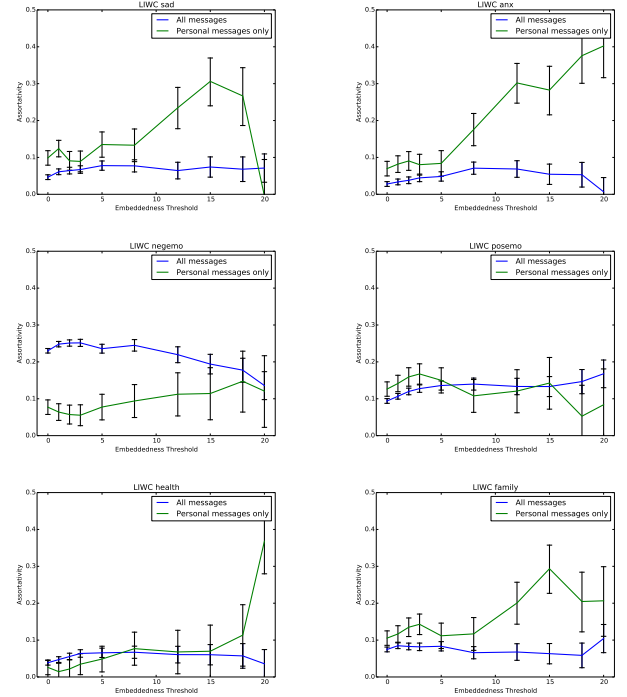 LIWC sad
All messages
Personal messages only
Assortativity
0.5
0.4
0.3
0.2
0.1
0.0
0 5 10 15 20
Embeddedness Threshold
LIWC anx
All messages
Personal messages only
Assortativity
0.5
0.4
0.3
0.2
0.1
0.0
0 5 10 15 20
Embeddedness Threshold
LIWC negemo
All messages
Personal messages only
Assortativity
0.5
0.4
0.3
0.2
0.1
0.0
0 5 10 15 20
Embeddedness Threshold
LIWC posemo
All messages
Personal messages only
Assortativity
0.5
0.4
0.3
0.2
0.1
0.0
0 5 10 15 20
Embeddedness Threshold
LIWC health
All messages
Personal messages only
Assortativity
0.5
0.4
0.3
0.2
0.1
0.0
0 5 10 15 20
Embeddedness Threshold
LIWC family
All messages
Personal messages only
Assortativity
0.5
0.4
0.3
0.2
0.1
0.0
0 5 10 15 20
Embeddedness Threshold